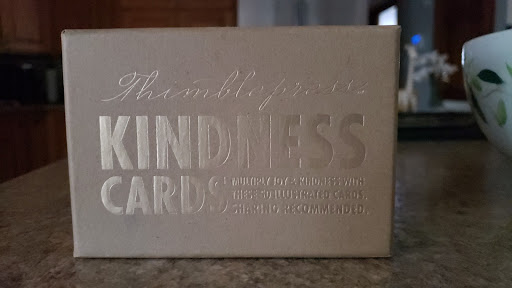 Thimblepress
KINDNESS
CARDS
MULTIPLY JOY & KINDNESS WITH
THESE 50 ILLUSTRATED CARDS.
SHARING RECOMMENDED.